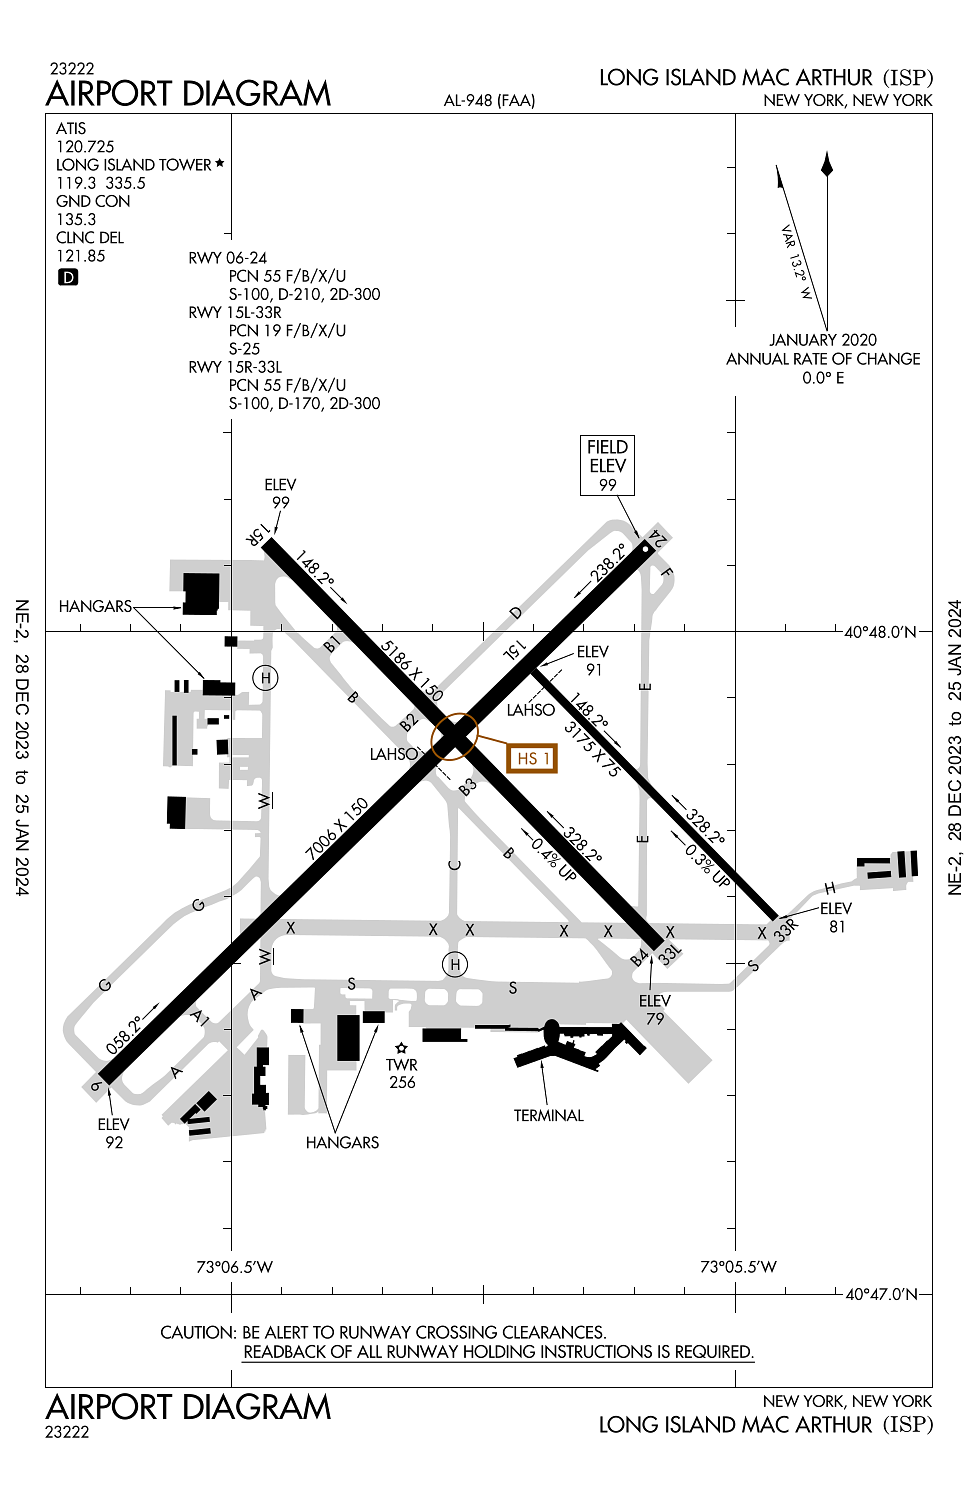 23222
AIRPORT DIAGRAM
AL-948 (FAA)
LONG ISLAND MAC ARTHUR (ISP)
NEW YORK, NEW YORK
ATIS
120.725
LONG ISLAND TOWER★
119.3 335.5
GND CON
135.3
CLNC DEL
121.85
D
RWY 06-24
PCN 55 F/B/X/U
S-100, D-210, 2D-300
RWY 15L-33R
PCN 19 F/B/X/U
S-25
RWY 15R-33L
PCN 55 F/B/X/U
S-100, D-170, 2D-300
VAR 13.2° W
JANUARY 2020
ANNUAL RATE OF CHANGE
0.0° E
FIELD
ELEV
99
ELEV
99
15R
24
148.2°
238.2°
F
HANGARS
D
B1
15L
40°48.0'N
ELEV
91
5186 X 150
H
B
E
LAHSO
148.2°
3175 X 75
B2
LAHSO
HS 1
B3
W
7006 X 150
328.2°
0.4% UP
328.2°
0.3% UP
E
C
B
H
G
ELEV
81
X
X
X
X
X
X
X
33R
W
H
B4
33L
S
G
A
S
S
ELEV
79
A1
058.2°
A
6
TWR
256
ELEV
92
HANGARS
TERMINAL
73°06.5'W
73°05.5'W
40°47.0'N
CAUTION: BE ALERT TO RUNWAY CROSSING CLEARANCES.
READBACK OF ALL RUNWAY HOLDING INSTRUCTIONS IS REQUIRED.
AIRPORT DIAGRAM
23222
NEW YORK, NEW YORK
LONG ISLAND MAC ARTHUR (ISP)
NE-2, 28 DEC 2023 to 25 JAN 2024
NE-2, 28 DEC 2023 to 25 JAN 2024